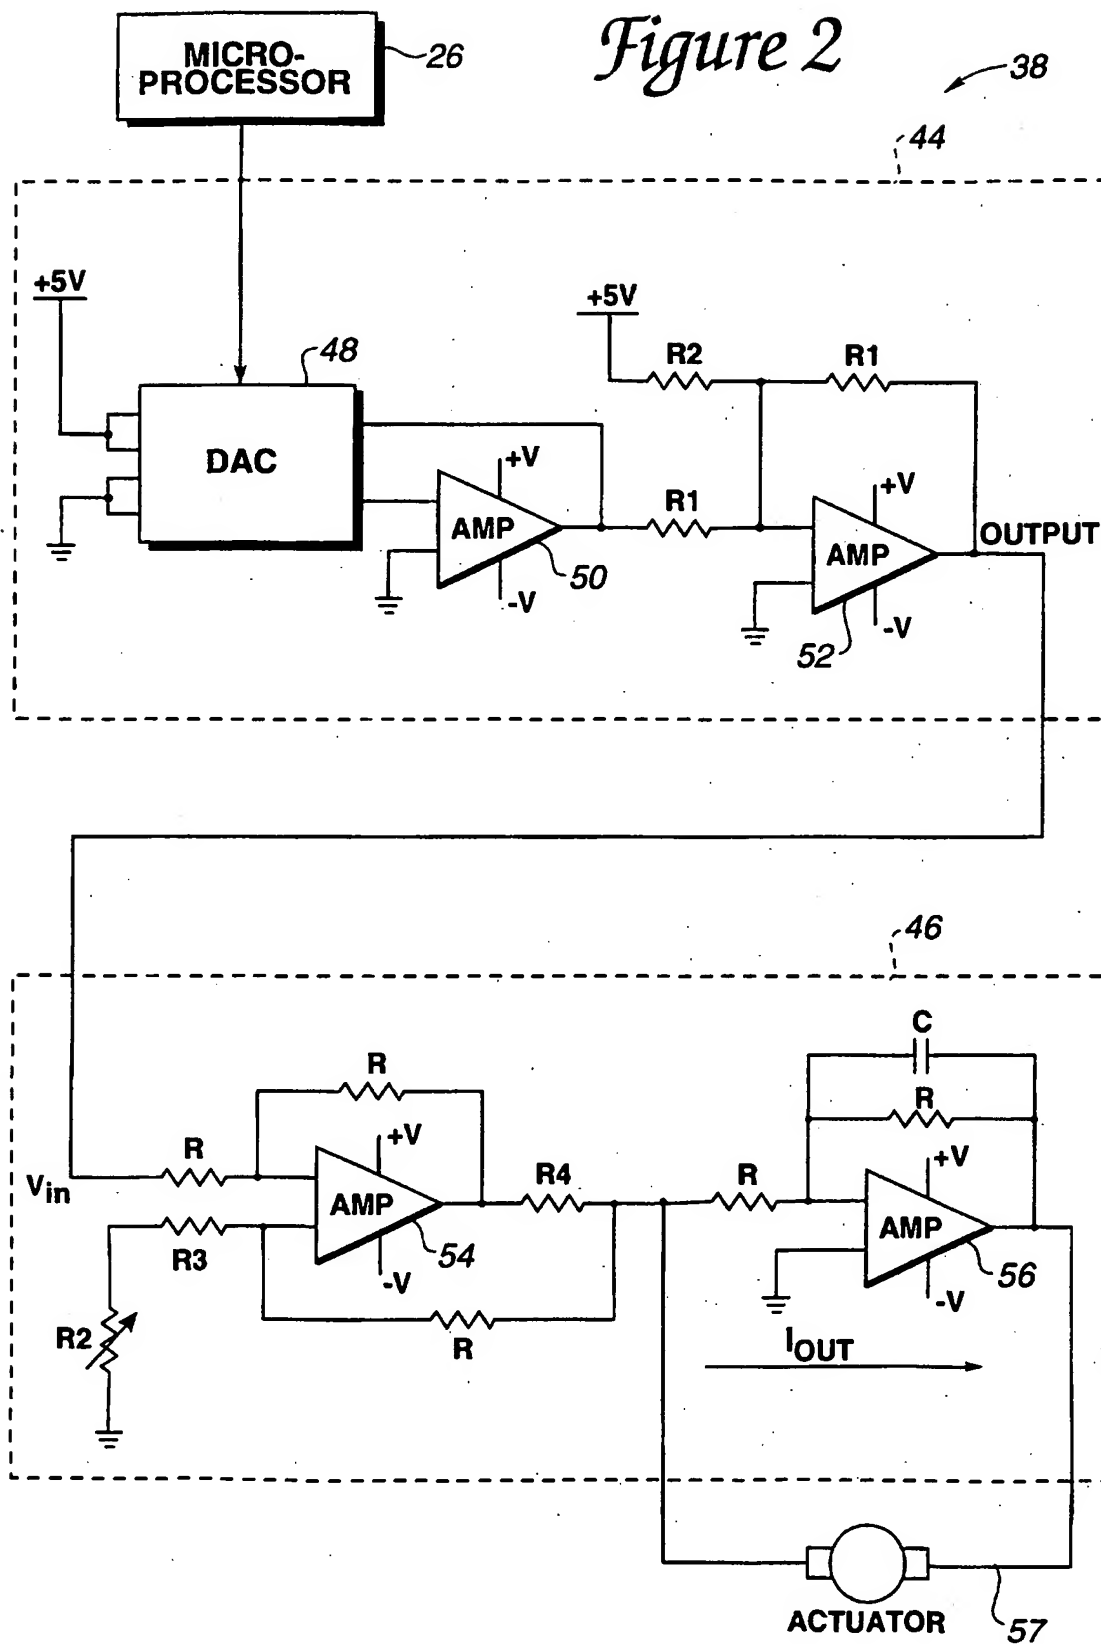 Figure 2
MICRO-
PROCESSOR
26
38
44
+5V
+5V
48
R2
R1
DAC
+V
+V
R1
AMP
OUTPUT
AMP
50
-V
-V
52
46
C
R
R
+V
+V
R
R4
R
Vin
AMP
AMP
R3
54
56
-V
-V
R2
R
IOUT
ACTUATOR
57